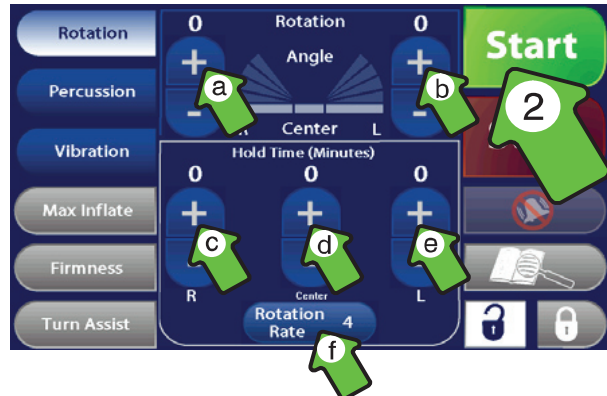 Rotation
Percussion
Vibration
Max Inflate
Firmness
Turn Assist
0 Rotation 0
+ Angle +
a b
- -
Center L
Hold Time (Minutes)
0 0 0
+ + +
c d e
R Center L
Rotation
Rate 4
f
Start
2